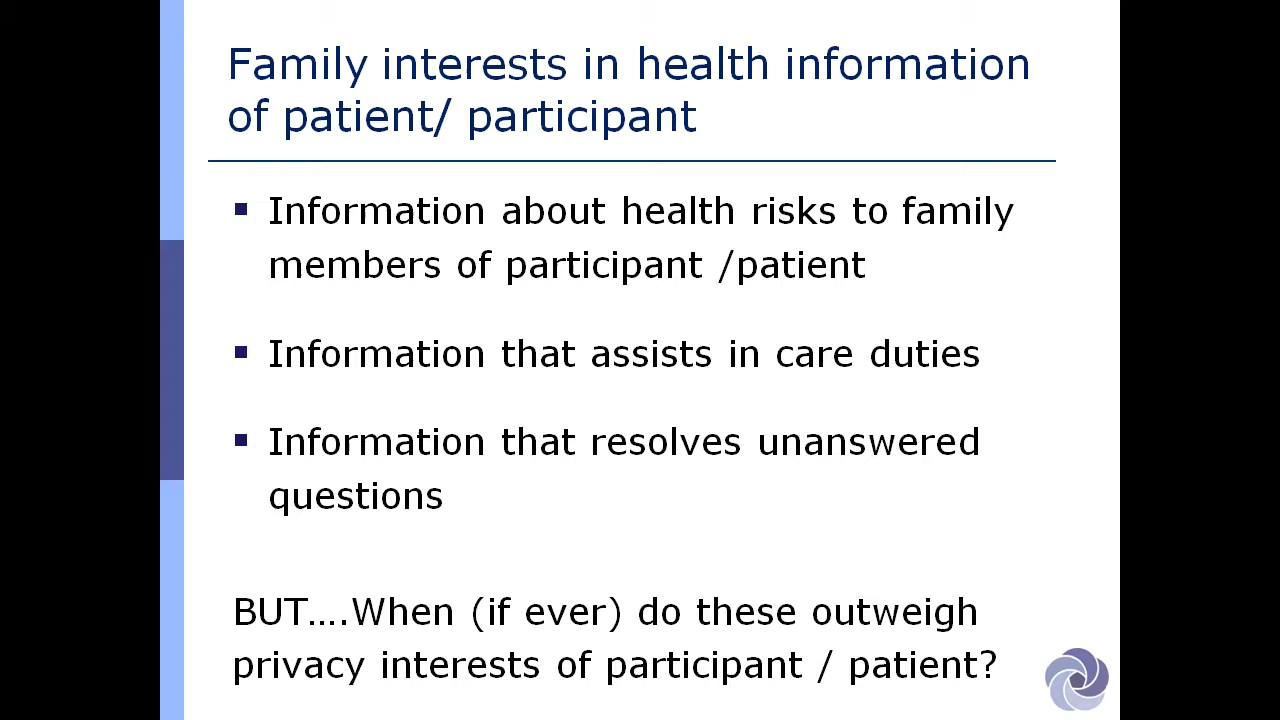 Family interests in health information
of patient/ participant
▪ Information about health risks to family
members of participant /patient
▪ Information that assists in care duties
▪ Information that resolves unanswered
questions
BUT….When (if ever) do these outweigh
privacy interests of participant / patient?